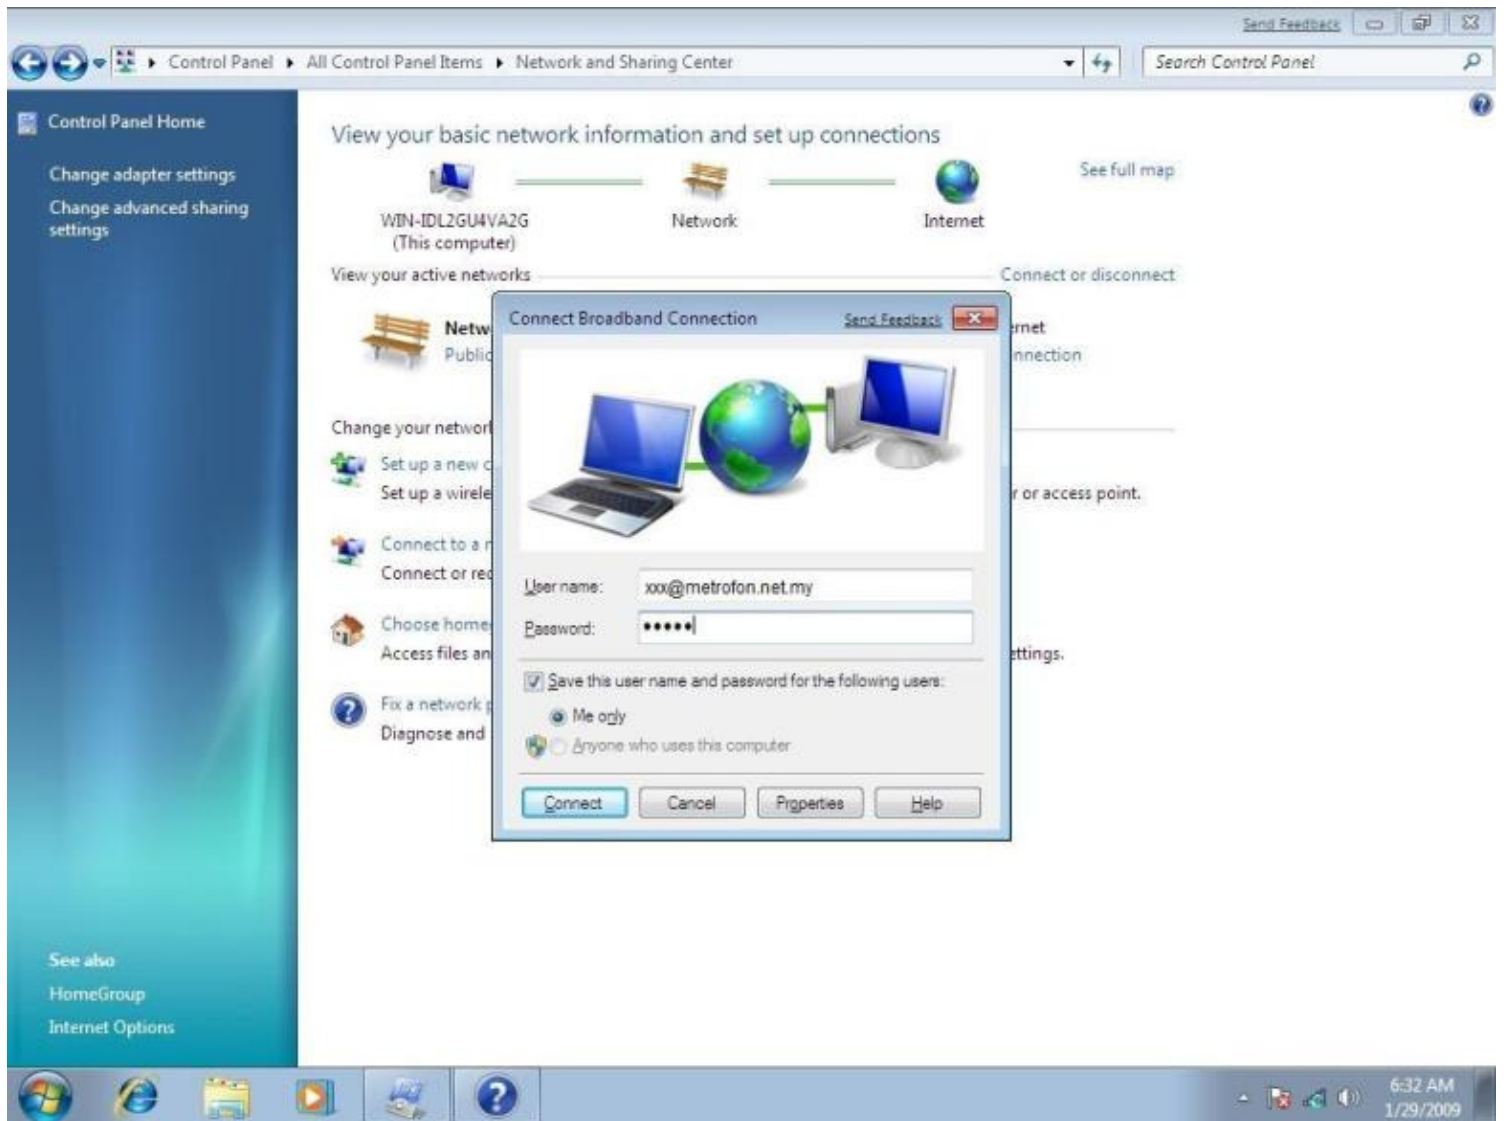 Send Feedback
Control Panel
All Control Panel Items
Network and Sharing Center
Search Control Panel
Control Panel Home
Change adapter settings
Change advanced sharing
settings
See also
HomeGroup
Internet Options
View your basic network information and set up connections
See full map
WIN-IDL2GU4VA2G
(This computer)
Network
Internet
View your active networks
Connect or disconnect
Netw
Public
ernet
nnection
Change your networ
Set up a new c
Set up a wirele
r or access point.
Connect to a n
Connect or rec
Choose home
Access files an
ettings.
Fix a network p
Diagnose and
Connect Broadband Connection
Send Feedback
User name:
xxx@metrofon.net.my
Password:
•••••
Save this user name and password for the following users:
Me only
Anyone who uses this computer
Connect
Cancel
Properties
Help
6:32 AM
1/29/2009